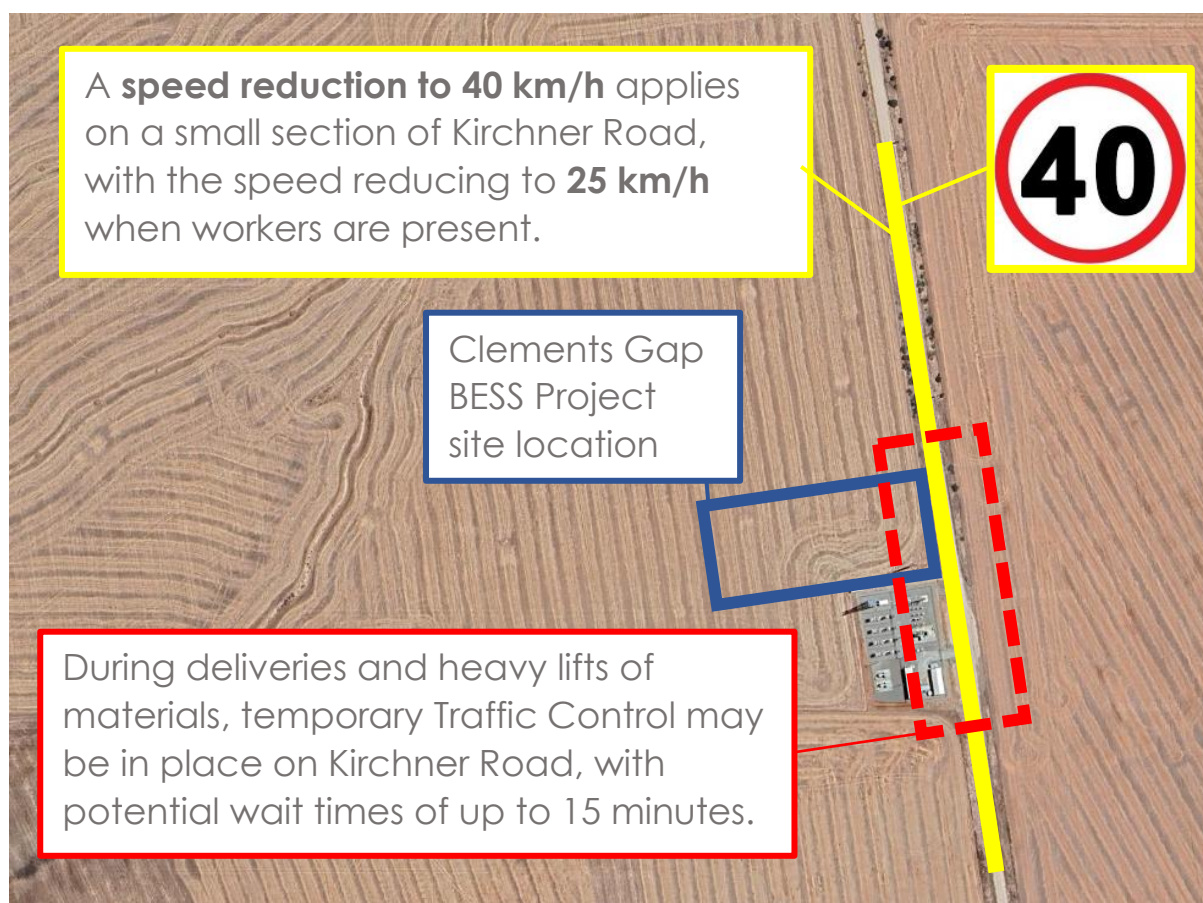 A speed reduction to 40 km/h applies
on a small section of Kirchner Road,
with the speed reducing to 25 km/h
when workers are present.
40
Clements Gap
BESS Project
site location
During deliveries and heavy lifts of
materials, temporary Traffic Control may
be in place on Kirchner Road, with
potential wait times of up to 15 minutes.